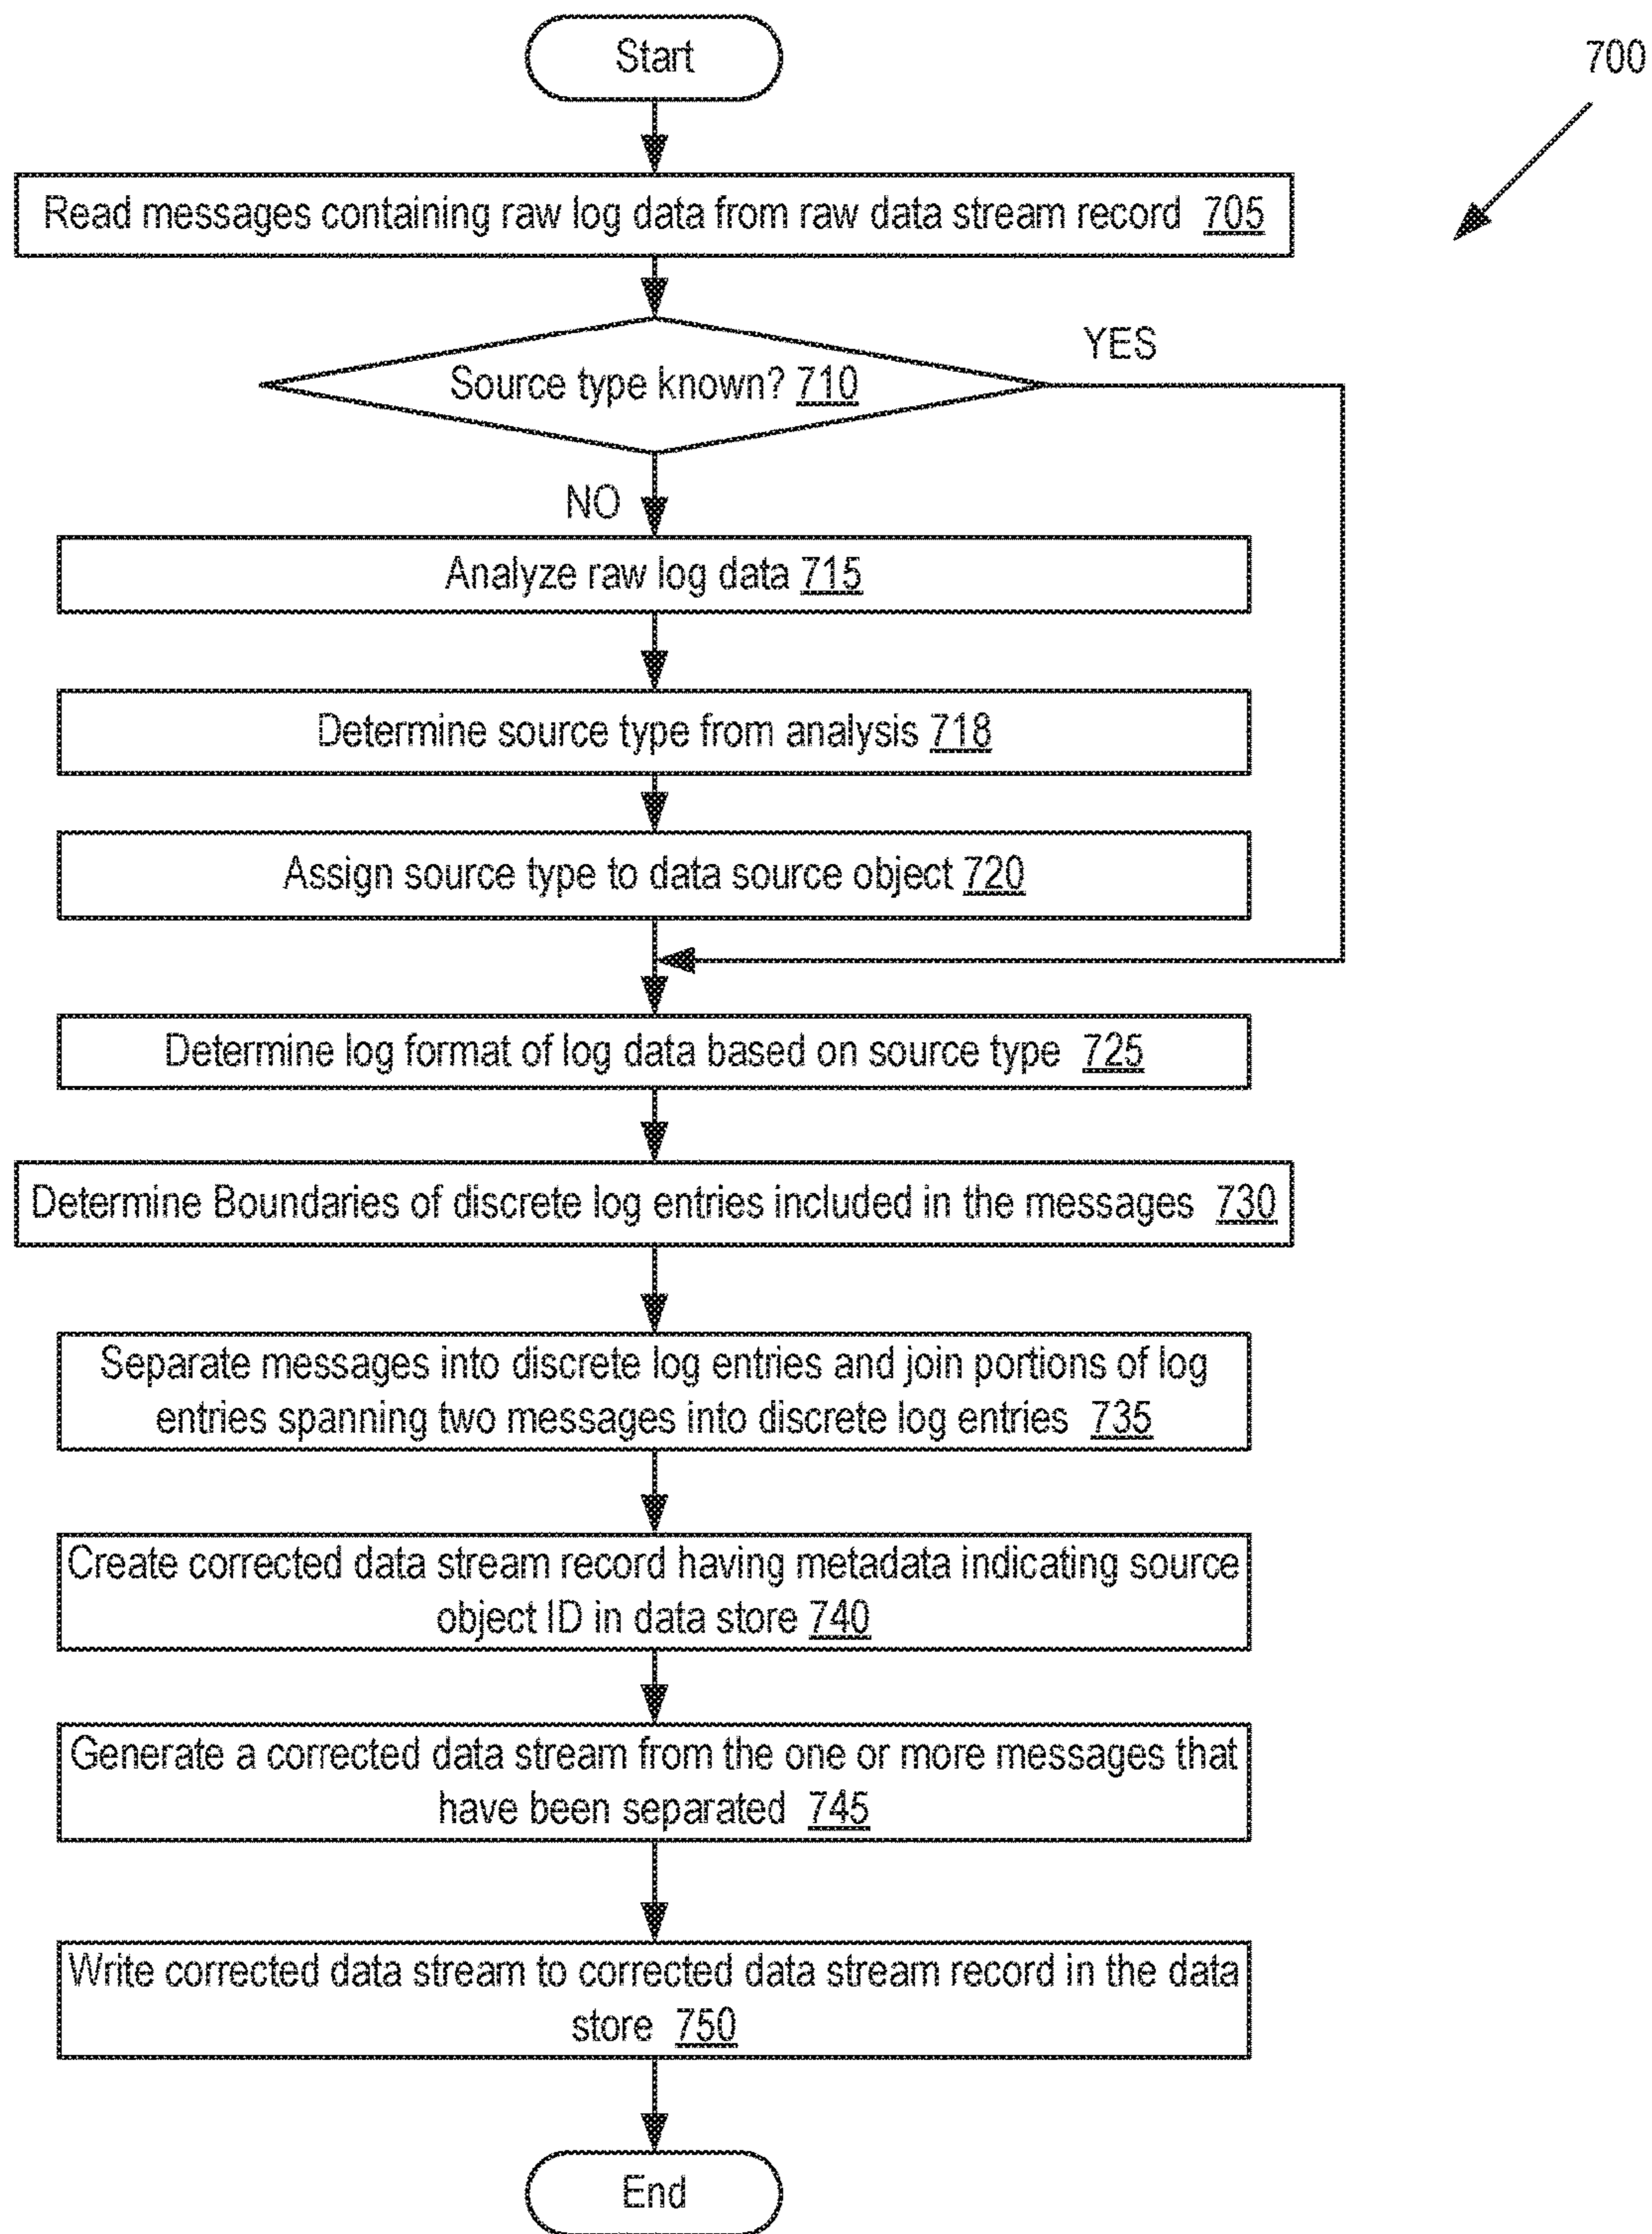 Start
700
Read messages containing raw log data from raw data stream record 705
YES
Source type known? 710
NO
Analyze raw log data 715
Determine source type from analysis 718
Assign source type to data source object 720
Determine log format of log data based on source type 725
Determine Boundaries of discrete log entries included in the messages 730
Separate messages into discrete log entries and join portions of log
entries spanning two messages into discrete log entries 735
Create corrected data stream record having metadata indicating source
object ID in data store 740
Generate a corrected data stream from the one or more messages that
have been separated 745
Write corrected data stream to corrected data stream record in the data
store 750
End